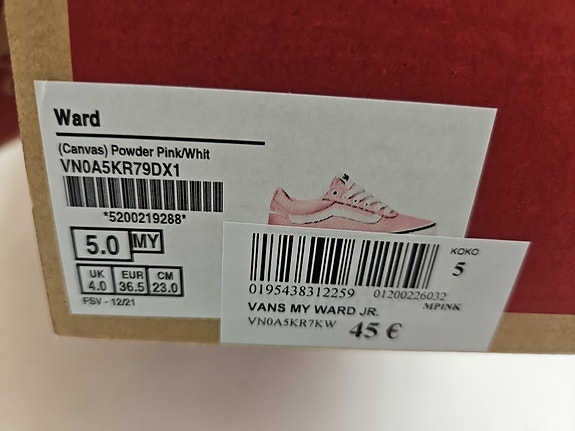 Ward
(Canvas) Powder Pink/Whit
VN0A5KR79DX1
*5200219288*
5.0 MY
UK EUR CM
4.0 36.5 23.0
FSV - 12/21
KOKO
5
0195438312259 01200226032
MPINK
VANS MY WARD JR.
VN0A5KR7KW 45 €